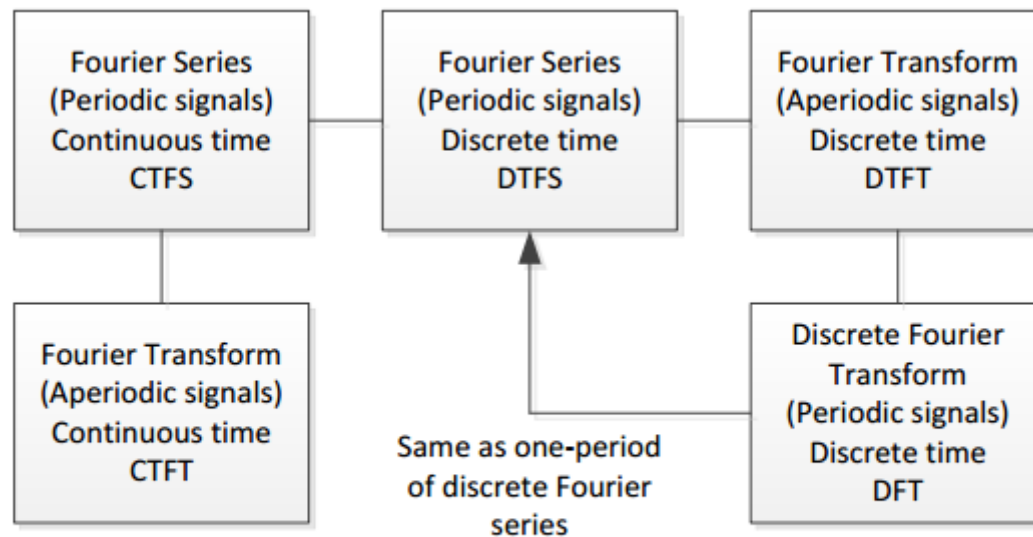 Fourier Series
(Periodic signals)
Continuous time
CTFS
Fourier Series
(Periodic signals)
Discrete time
DTFS
Fourier Transform
(Aperiodic signals)
Discrete time
DTFT
Fourier Transform
(Aperiodic signals)
Continuous time
CTFT
Same as one-period
of discrete Fourier
series
Discrete Fourier
Transform
(Periodic signals)
Discrete time
DFT